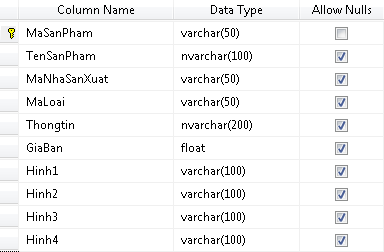 Column Name Data Type Allow Nulls
MaSanPham varchar(50)
TenSanPham nvarchar(100)
MaNhaSanXuat varchar(50)
MaLoai varchar(50)
Thongtin nvarchar(200)
GiaBan float
Hinh1 varchar(100)
Hinh2 varchar(100)
Hinh3 varchar(100)
Hinh4 varchar(100)